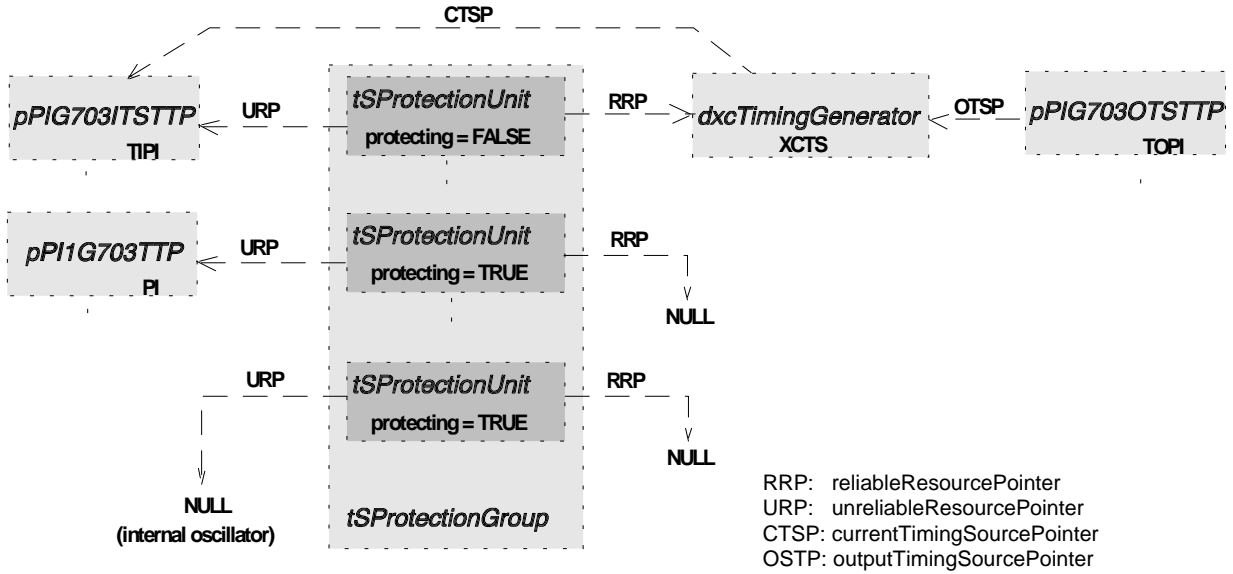 CTSP
pPIG703ITSTTP
TIPI
URP
tSProtectionUnit
protecting = FALSE
RRP
dxcTimingGenerator
XCTS
OTSP
pPIG703OTSTTP
TOPI
pPI1G703TTP
PI
URP
tSProtectionUnit
protecting = TRUE
RRP
NULL
URP
tSProtectionUnit
protecting = TRUE
RRP
NULL
NULL
(internal oscillator)
tSProtectionGroup
RRP: reliableResourcePointer
URP: unreliableResourcePointer
CTSP: currentTimingSourcePointer
OSTP: outputTimingSourcePointer